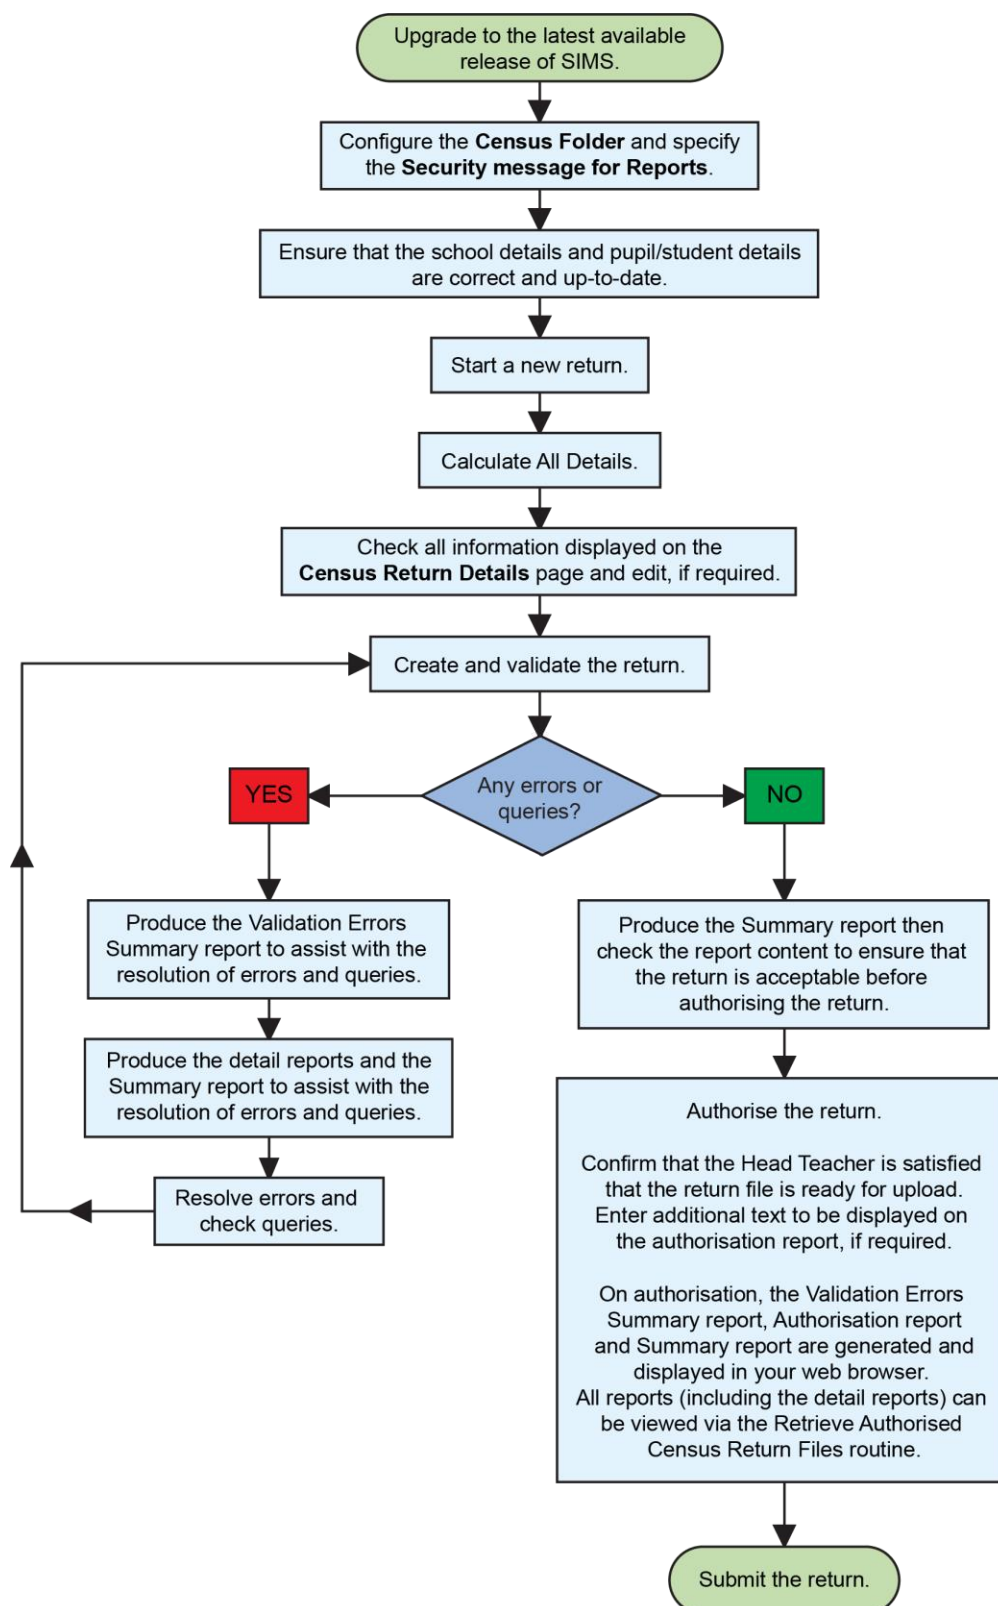 Upgrade to the latest available
release of SIMS.
Configure the Census Folder and specify
the Security message for Reports.
Ensure that the school details and pupil/student details
are correct and up-to-date.
Start a new return.
Calculate All Details.
Check all information displayed on the
Census Return Details page and edit, if required.
Create and validate the return.
Any errors or
queries?
YES
NO
Produce the Validation Errors
Summary report to assist with the
resolution of errors and queries.
Produce the detail reports and the
Summary report to assist with the
resolution of errors and queries.
Resolve errors and
check queries.
Produce the Summary report then
check the report content to ensure that
the return is acceptable before
authorising the return.
Authorise the return.
Confirm that the Head Teacher is satisfied
that the return file is ready for upload.
Enter additional text to be displayed on
the authorisation report, if required.
On authorisation, the Validation Errors
Summary report, Authorisation report
and Summary report are generated and
displayed in your web browser.
All reports (including the detail reports) can
be viewed via the Retrieve Authorised
Census Return Files routine.
Submit the return.